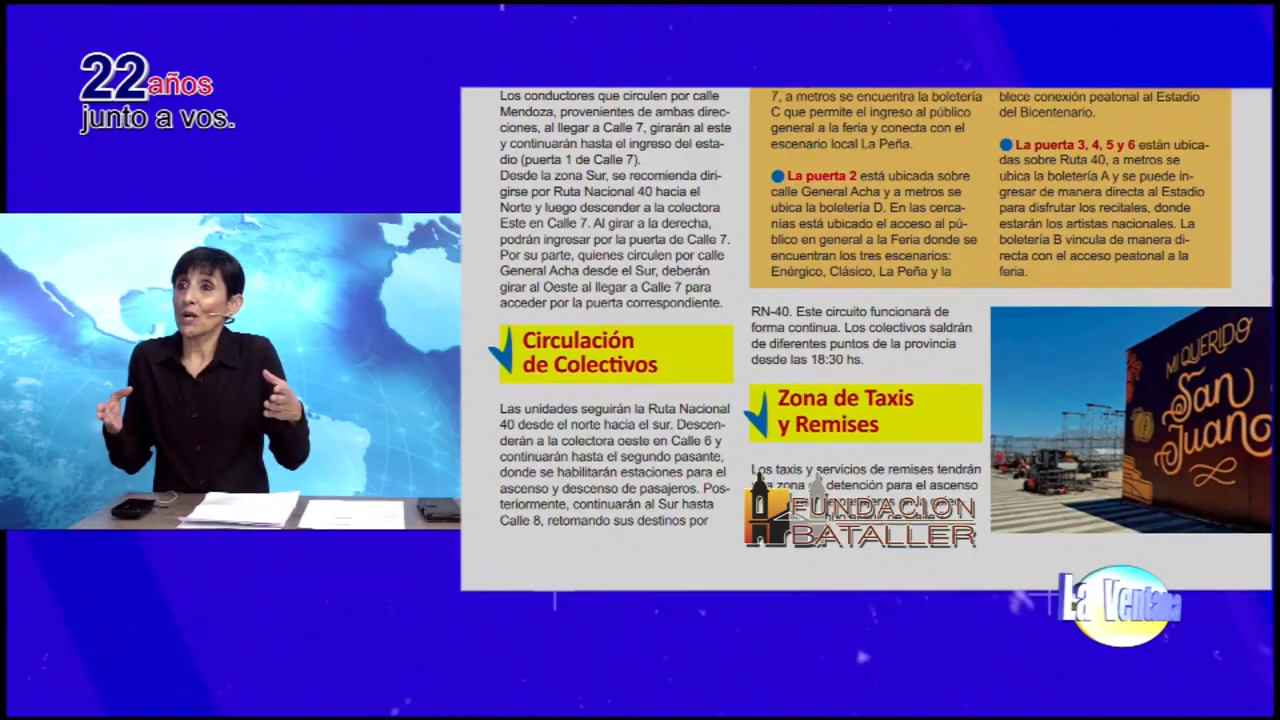 22 años
junto a vos.
Los conductores que circulen por calle
Mendoza, provenientes de ambas direc-
ciones, al llegar a Calle 7, girarán al este
y continuarán hasta el ingreso del esta-
dio (puerta 1 de Calle 7).
Desde la zona Sur, se recomienda diri-
girse por Ruta Nacional 40 hacia el
Norte y luego descender a la colectora
Este en Calle 7. Al girar a la derecha,
podrán ingresar por la puerta de Calle 7.
Por su parte, quienes circulen por calle
General Acha desde el Sur, deberán
girar al Oeste al llegar a Calle 7 para
acceder por la puerta correspondiente.
Circulación
de Colectivos
Las unidades seguirán la Ruta Nacional
40 desde el norte hacia el sur. Descen-
derán a la colectora oeste en Calle 6 y
continuarán hasta el segundo pasante,
donde se habilitarán estaciones para el
ascenso y descenso de pasajeros. Pos-
teriormente, continuarán al Sur hasta
Calle 8, retomando sus destinos por
7, a metros se encuentra la boletería
C que permite el ingreso al público
general a la feria y conecta con el
escenario local La Peña.
La puerta 2 está ubicada sobre
calle General Acha y a metros se
ubica la boletería D. En las cerca-
nías está ubicado el acceso al pú-
blico en general a la Feria donde se
encuentran los tres escenarios:
Enérgico, Clásico, La Peña y la
blece conexión peatonal al Estadio
del Bicentenario.
La puerta 3, 4, 5 y 6 están ubica-
das sobre Ruta 40, a metros se
ubica la boletería A y se puede in-
gresar de manera directa al Estadio
para disfrutar los recitales, donde
estarán los artistas nacionales. La
boletería B vincula de manera di-
recta con el acceso peatonal a la
feria.
RN-40. Este circuito funcionará de
forma continua. Los colectivos saldrán
de diferentes puntos de la provincia
desde las 18:30 hs.
Zona de Taxis
y Remises
Los taxis y servicios de remises tendrán
zona detención para el ascenso
FUNDACIÓN
BATALLER
MI QUERIDO
San
Juan
La Ventana